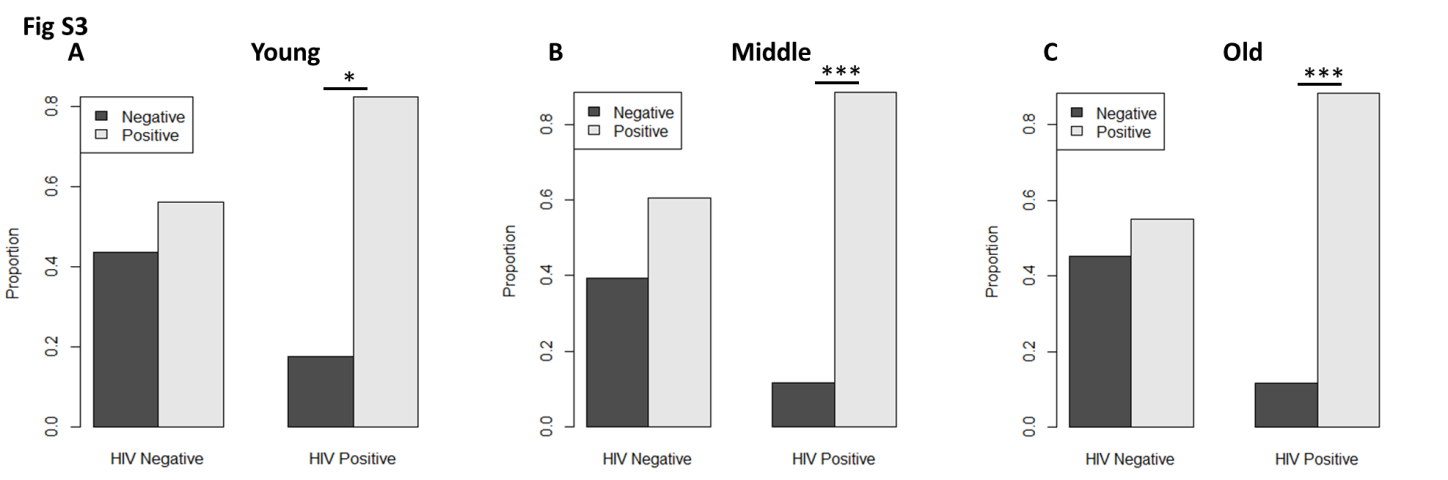 Fig S3
A
Young
*
Negative
Positive
Proportion
0.0
0.2
0.4
0.6
0.8
HIV Negative
HIV Positive
B
Middle
***
Negative
Positive
Proportion
0.0
0.2
0.4
0.6
0.8
HIV Negative
HIV Positive
C
Old
***
Negative
Positive
Proportion
0.0
0.2
0.4
0.6
0.8
HIV Negative
HIV Positive